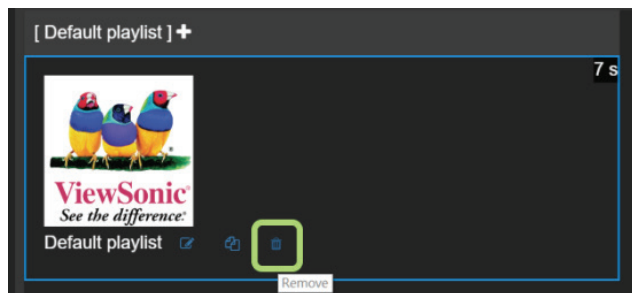 [ Default playlist ] +
7 s
ViewSonic®
See the difference®
Default playlist
Remove